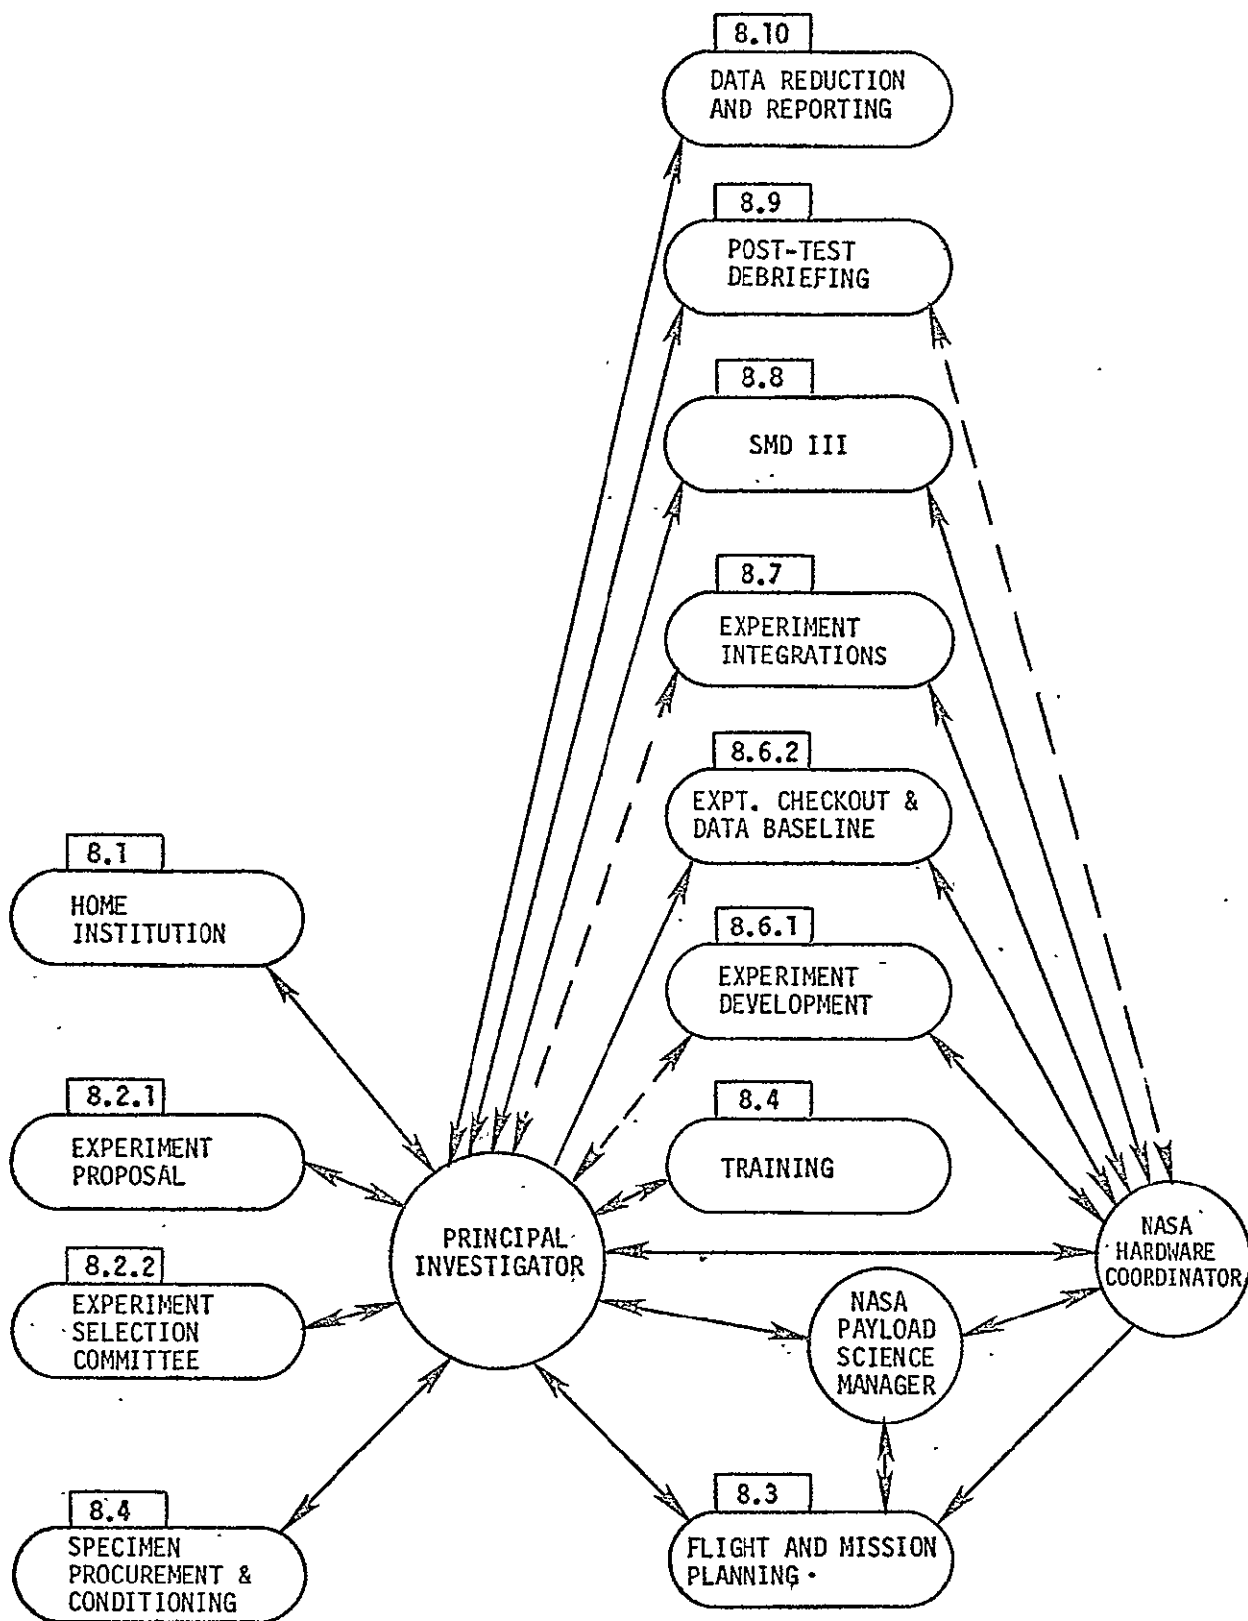 8.10
DATA REDUCTION
AND REPORTING
8.9
POST-TEST
DEBRIEFING
8.8
SMD III
8.7
EXPERIMENT
INTEGRATIONS
8.6.2
EXPT. CHECKOUT &
DATA BASELINE
8.1
HOME
INSTITUTION
8.6.1
EXPERIMENT
DEVELOPMENT
8.2.1
EXPERIMENT
PROPOSAL
8.4
TRAINING
PRINCIPAL
INVESTIGATOR
NASA
HARDWARE
COORDINATOR
8.2.2
EXPERIMENT
SELECTION
COMMITTEE
NASA
PAYLOAD
SCIENCE
MANAGER
8.4
SPECIMEN
PROCUREMENT &
CONDITIONING
8.3
FLIGHT AND MISSION
PLANNING